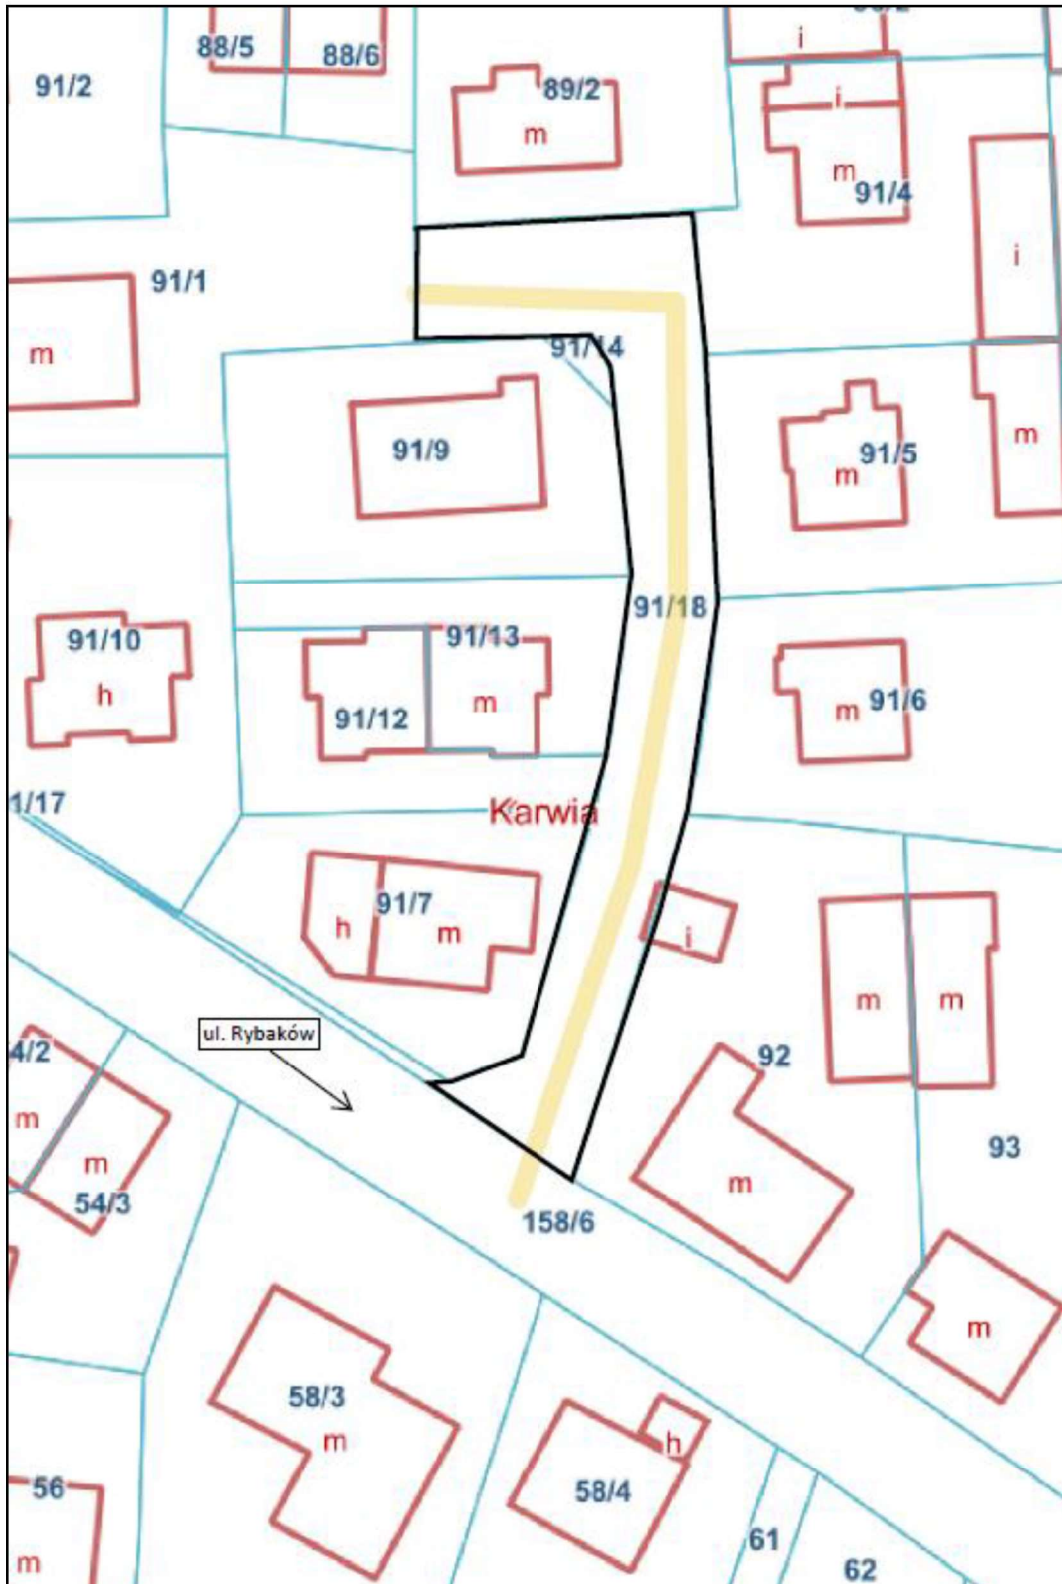 88/5
88/6
91/2
89/2
m
i
i
m
91/4
i
91/1
m
91/14
91/9
m
91/5
m
91/18
91/10
h
91/13
91/12
m
m
91/6
1/17
Karwia
91/7
h
m
i
m
m
ul. Rybaków
4/2
92
m
m
54/3
m
93
158/6
m
58/3
m
h
56
58/4
61
m
62